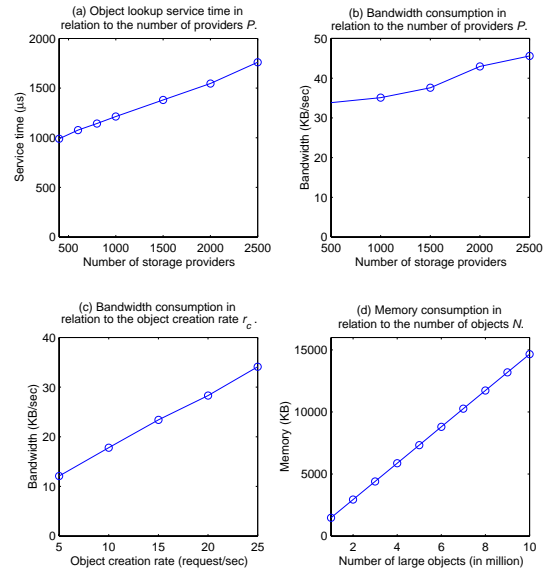 (a) Object lookup service time in
relation to the number of providers P.
2000
1500
1000
500
0
Service time (µs)
500 1000 1500 2000 2500
Number of storage providers
(b) Bandwidth consumption in
relation to the number of providers P.
50
40
30
20
10
0
Bandwidth (KB/sec)
500 1000 1500 2000 2500
Number of storage providers
(c) Bandwidth consumption in
relation to the object creation rate r_c.
40
30
20
10
0
Bandwidth (KB/sec)
5 10 15 20 25
Object creation rate (request/sec)
(d) Memory consumption in
relation to the number of objects N.
15000
10000
5000
0
Memory (KB)
2 4 6 8 10
Number of large objects (in million)